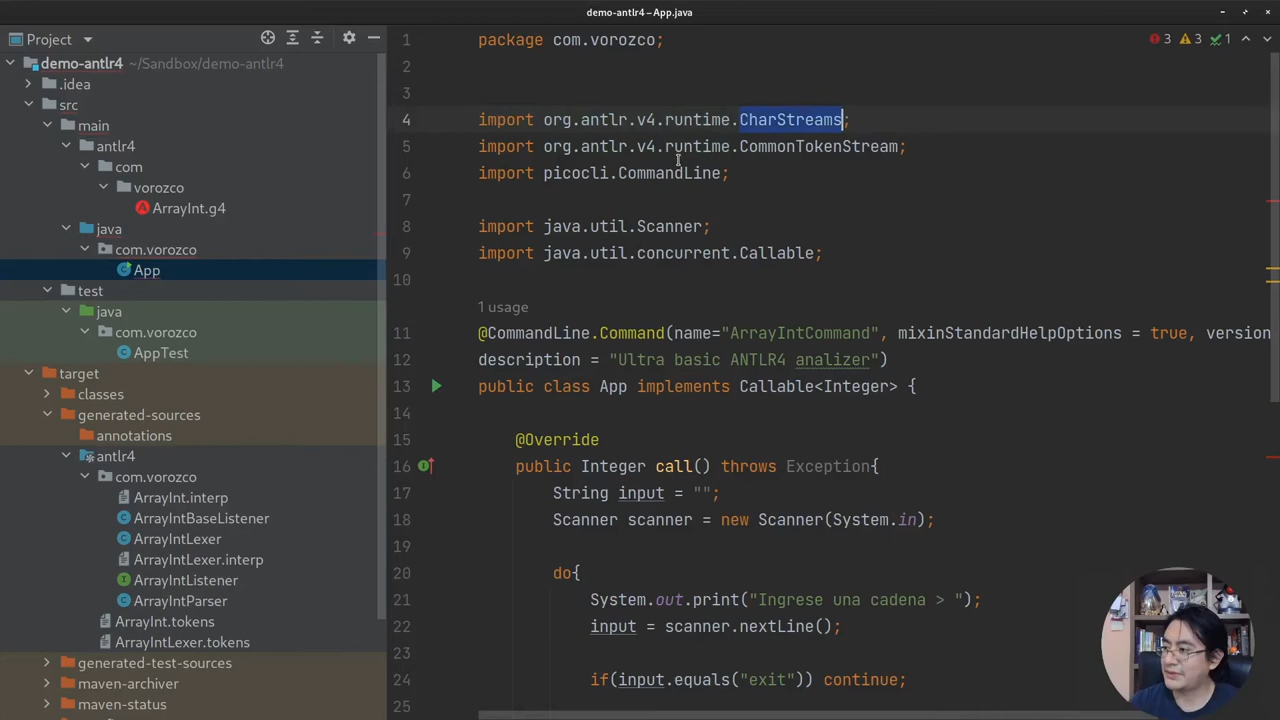 demo-antlr4 – App.java
Project
demo-antlr4 ~/Sandbox/demo-antlr4
.idea
src
main
antlr4
com
vorozco
ArrayInt.g4
java
com.vorozco
App
test
java
com.vorozco
AppTest
target
classes
generated-sources
annotations
antlr4
com.vorozco
ArrayInt.interp
ArrayIntBaseListener
ArrayIntLexer
ArrayIntLexer.interp
ArrayIntListener
ArrayIntParser
ArrayInt.tokens
ArrayIntLexer.tokens
generated-test-sources
maven-archiver
maven-status
3 3 1
1 package com.vorozco;
2
3
4 import org.antlr.v4.runtime.CharStreams;
5 import org.antlr.v4.runtime.CommonTokenStream;
6 import picocli.CommandLine;
7
8 import java.util.Scanner;
9 import java.util.concurrent.Callable;
10
1 usage
11 @CommandLine.Command(name="ArrayIntCommand", mixinStandardHelpOptions = true, version
12 description = "Ultra basic ANTLR4 analizer")
13 public class App implements Callable<Integer> {
14
15 @Override
16 public Integer call() throws Exception{
17 String input = "";
18 Scanner scanner = new Scanner(System.in);
19
20 do{
21 System.out.print("Ingrese una cadena > ");
22 input = scanner.nextLine();
23
24 if(input.equals("exit")) continue;
25